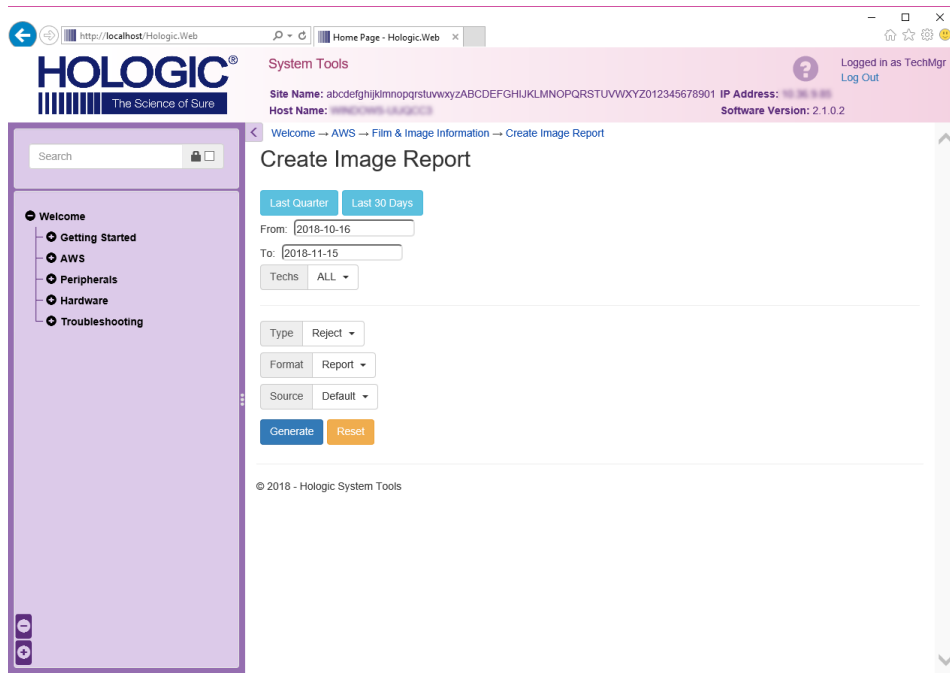 http://localhost/Hologic.Web
Home Page - Hologic.Web
HOLOGIC®
The Science of Sure
System Tools
Logged in as TechMgr
Log Out
Site Name: abcdefghijklmnopqrstuvwxyzABCDEFGHIJKLMNOPQRSTUVWXYZ012345678901 IP Address:
Host Name:
Software Version: 2.1.0.2
Search
Welcome
Getting Started
AWS
Peripherals
Hardware
Troubleshooting
Welcome → AWS → Film & Image Information → Create Image Report
Create Image Report
Last Quarter Last 30 Days
From: 2018-10-16
To: 2018-11-15
Techs ALL
Type Reject
Format Report
Source Default
Generate Reset
© 2018 - Hologic System Tools